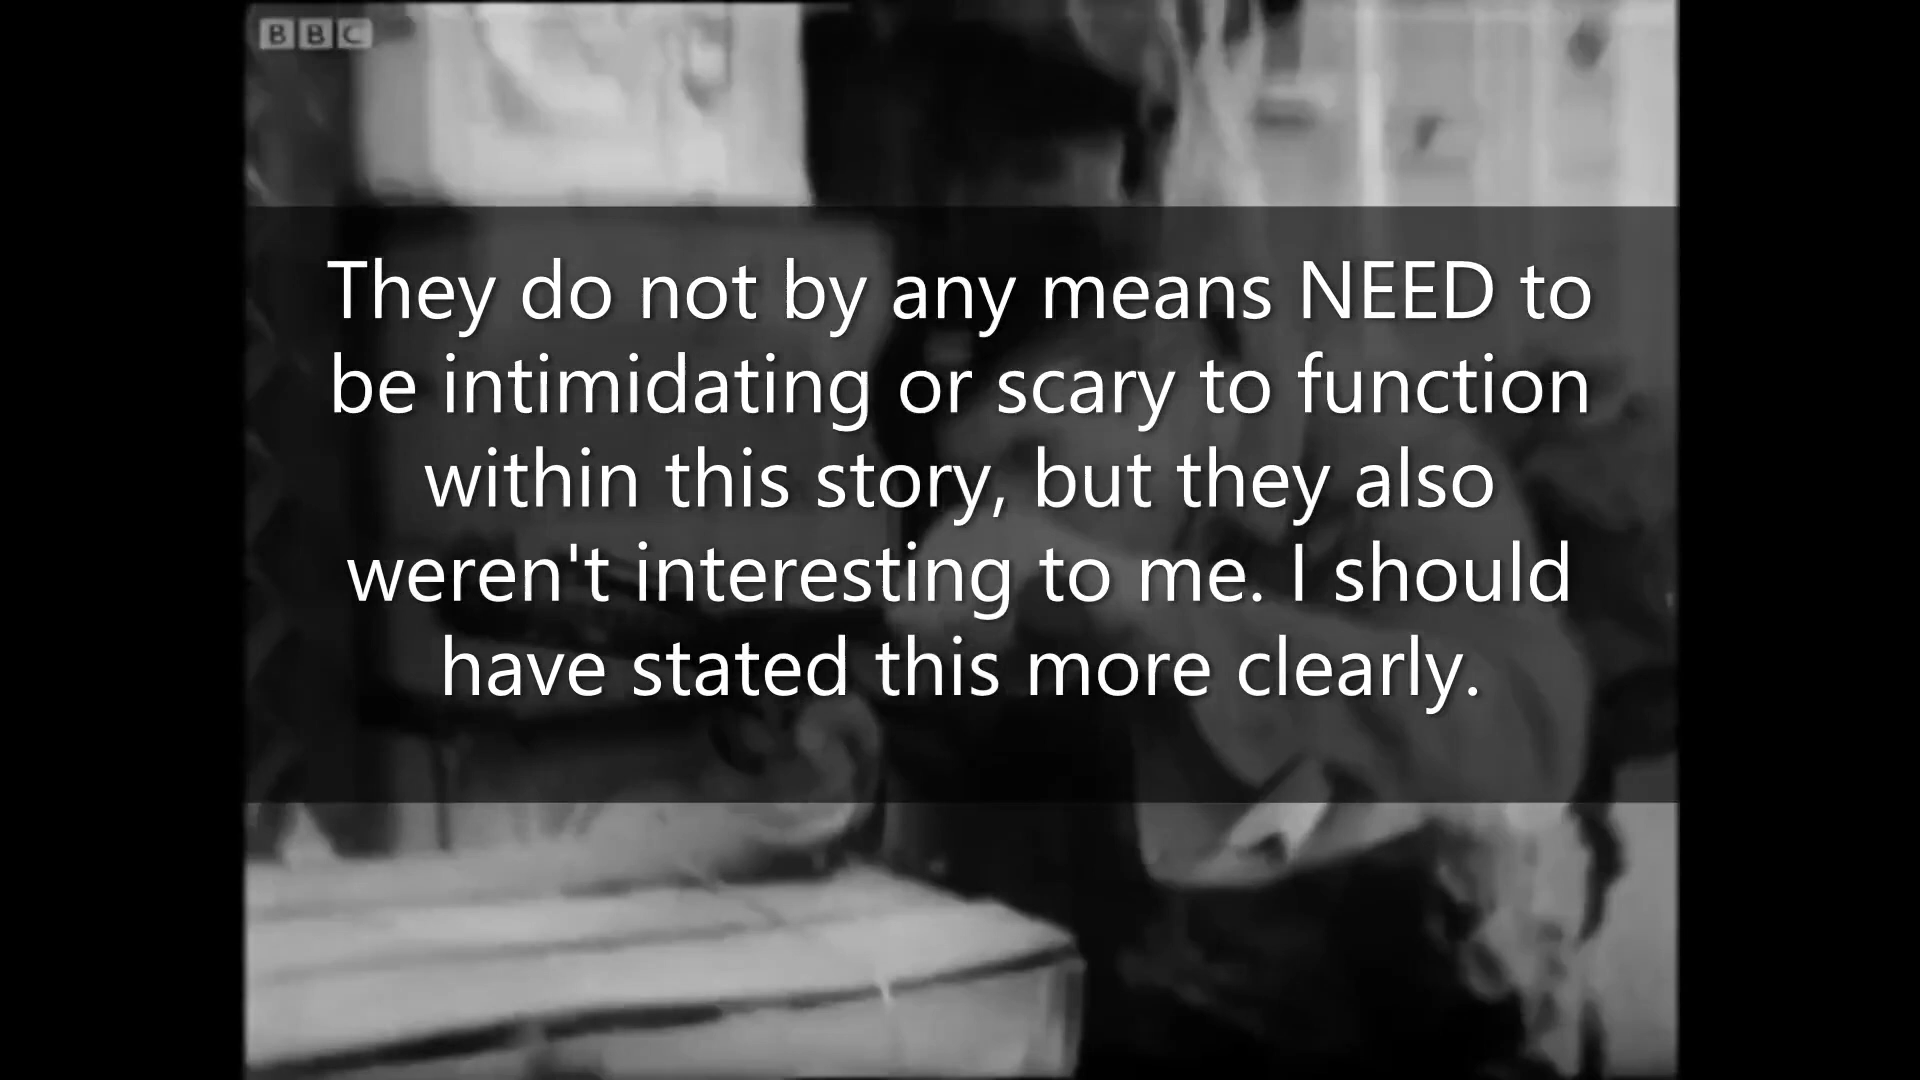 BBC
They do not by any means NEED to
be intimidating or scary to function
within this story, but they also
weren't interesting to me. I should
have stated this more clearly.